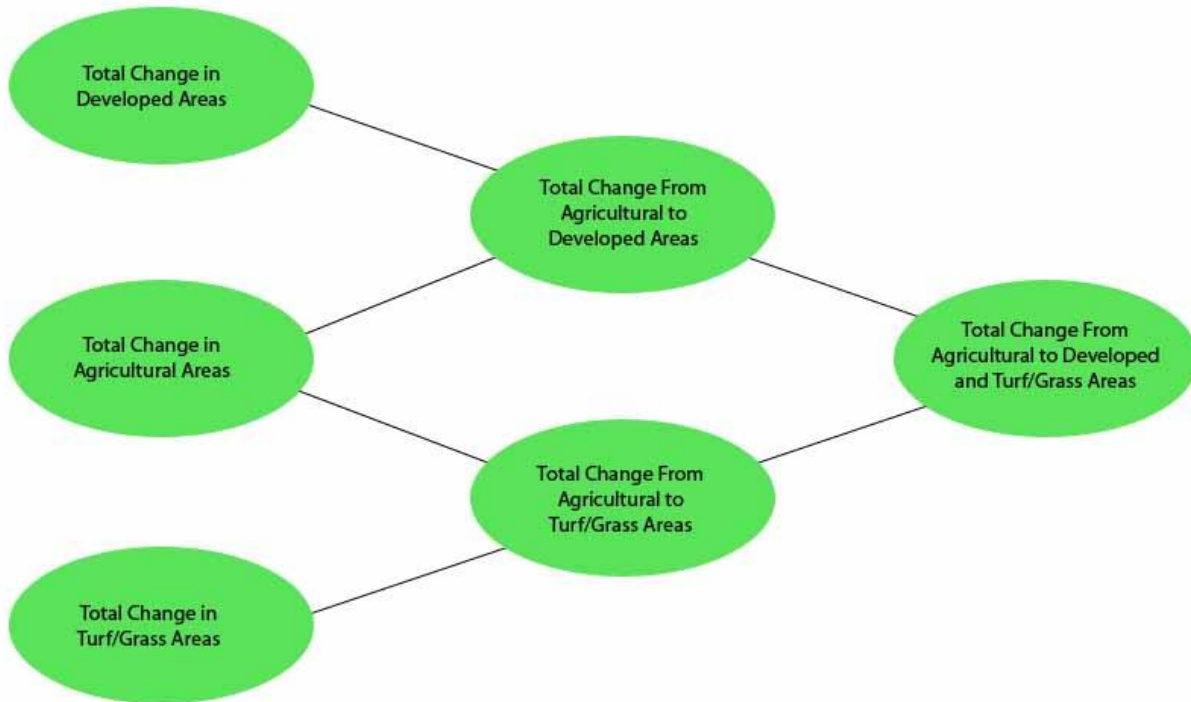 Total Change in
Developed Areas
Total Change From
Agricultural to
Developed Areas
Total Change in
Agricultural Areas
Total Change From
Agricultural to Developed
and Turf/Grass Areas
Total Change From
Agricultural to
Turf/Grass Areas
Total Change in
Turf/Grass Areas